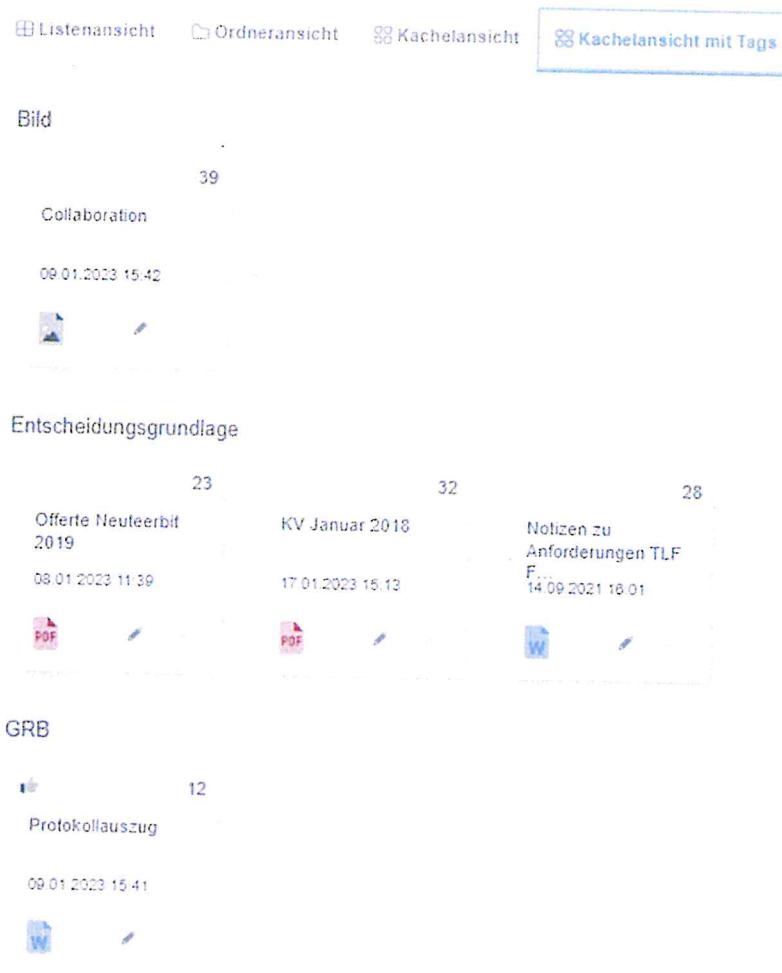 Listenansicht Ordneransicht Kachelansicht Kachelansicht mit Tags
Bild
39
Collaboration
09.01.2023 15:42
Entscheidungsgrundlage
23
Offerte Neuteerbit
2019
08.01.2023 11:39
PDF
32
KV Januar 2018
17.01.2023 15:13
PDF
28
Notizen zu
Anforderungen TLF
F...
14.09.2021 16:01
W
GRB
12
Protokollauszug
09.01.2023 15:41
W